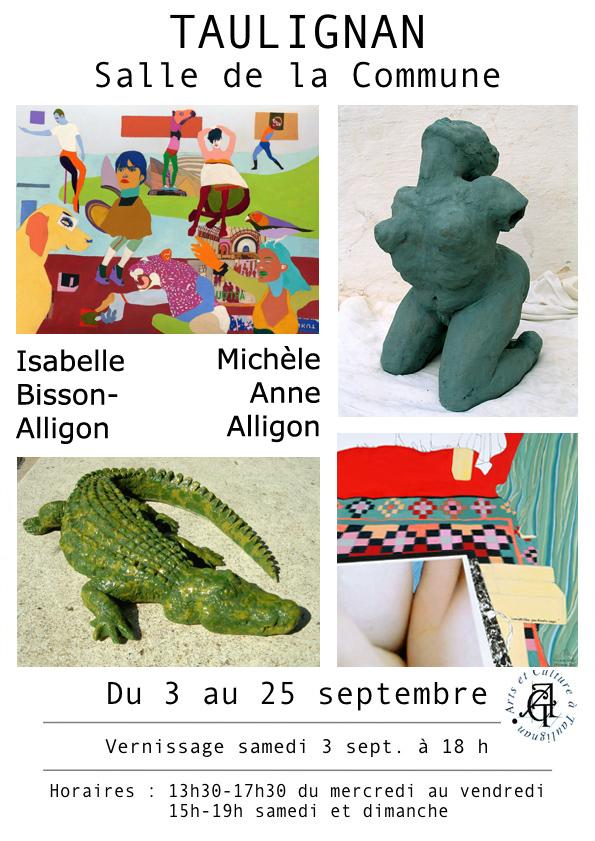 TAULIGNAN
Salle de la Commune
Isabelle
Bisson-
Alligon
Michèle
Anne
Alligon
Du 3 au 25 septembre
Arts et Culture à Taulignan
Vernissage samedi 3 sept. à 18 h
Horaires : 13h30-17h30 du mercredi au vendredi
15h-19h samedi et dimanche